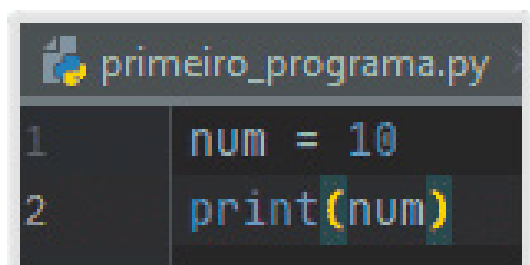 primeiro_programa.py
1 num = 10
2 print(num)